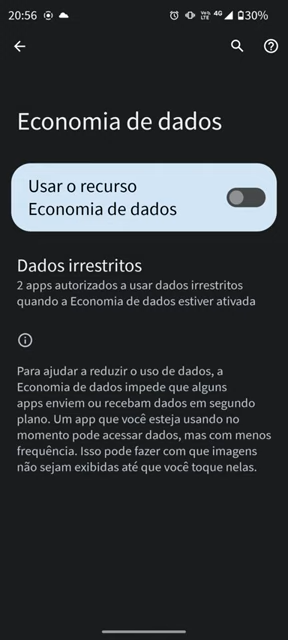 20:56 VoLTE 4G 30%
Economia de dados
Usar o recurso
Economia de dados
Dados irrestritos
2 apps autorizados a usar dados irrestritos
quando a Economia de dados estiver ativada
Para ajudar a reduzir o uso de dados, a
Economia de dados impede que alguns
apps enviem ou recebam dados em segundo
plano. Um app que você esteja usando no
momento pode acessar dados, mas com menos
frequência. Isso pode fazer com que imagens
não sejam exibidas até que você toque nelas.